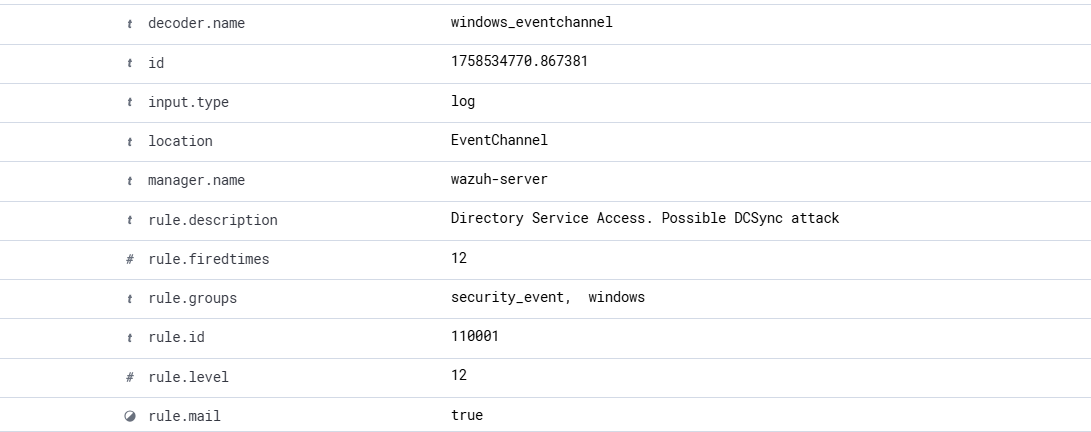 t decoder.name windows_eventchannel
t id 1758534770.867381
t input.type log
t location EventChannel
t manager.name wazuh-server
t rule.description Directory Service Access. Possible DCSync attack
# rule.firedtimes 12
t rule.groups security_event, windows
t rule.id 110001
# rule.level 12
rule.mail true